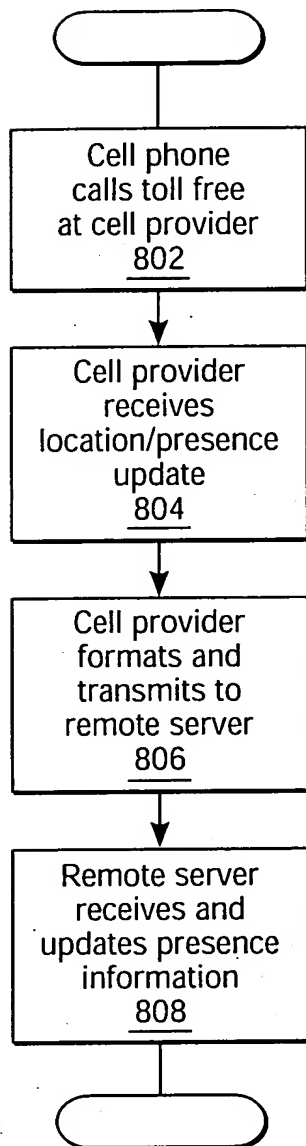 Cell phone
calls toll free
at cell provider
802
Cell provider
receives
location/presence
update
804
Cell provider
formats and
transmits to
remote server
806
Remote server
receives and
updates presence
information
808